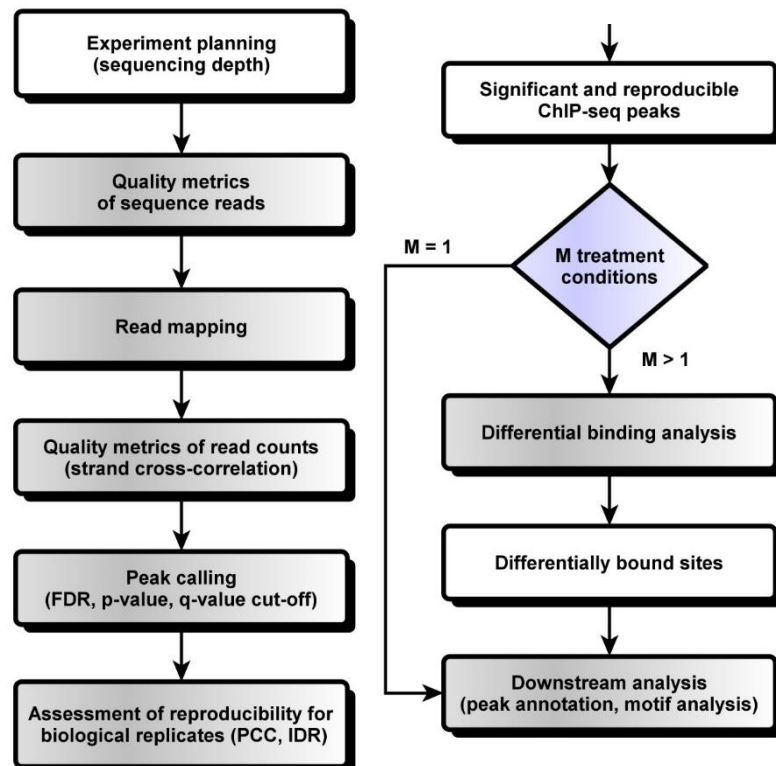 Experiment planning
(sequencing depth)
Quality metrics
of sequence reads
Read mapping
Quality metrics of read counts
(strand cross-correlation)
Peak calling
(FDR, p-value, q-value cut-off)
Assessment of reproducibility for
biological replicates (PCC, IDR)
Significant and reproducible
ChIP-seq peaks
M treatment
conditions
M = 1
M > 1
Differential binding analysis
Differentially bound sites
Downstream analysis
(peak annotation, motif analysis)